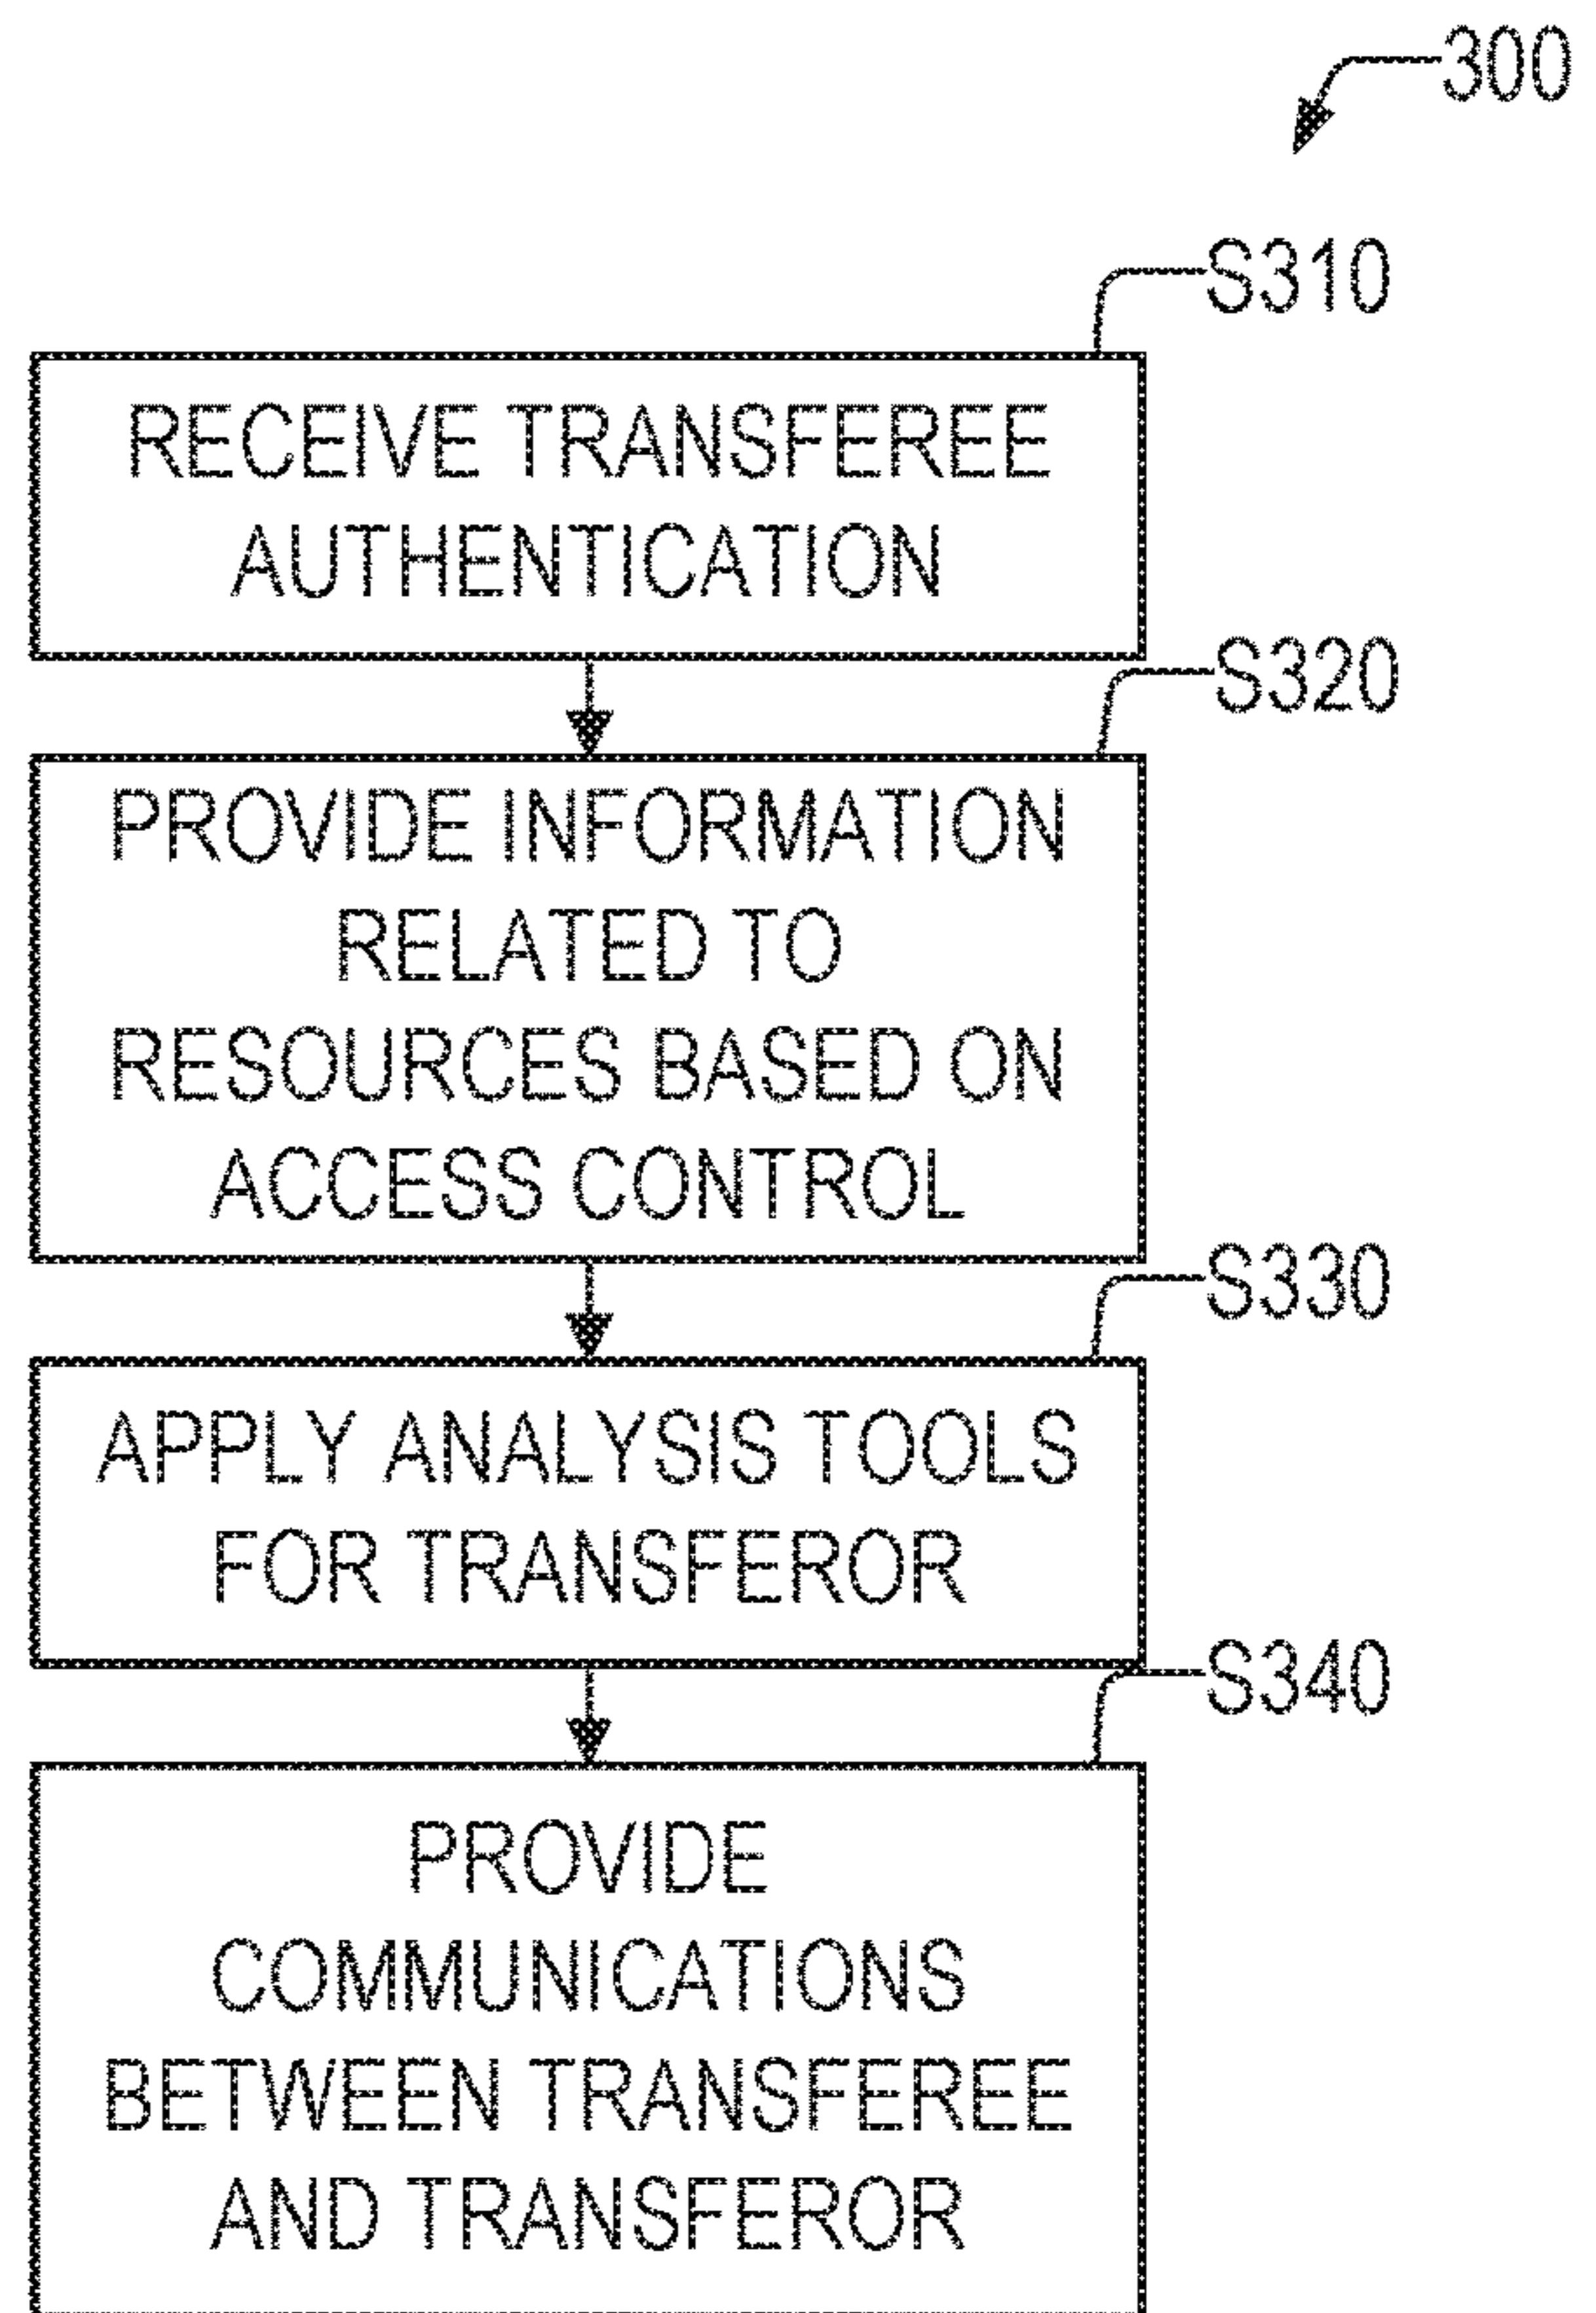 300
S310
RECEIVE TRANSFEREE
AUTHENTICATION
S320
PROVIDE INFORMATION
RELATED TO
RESOURCES BASED ON
ACCESS CONTROL
S330
APPLY ANALYSIS TOOLS
FOR TRANSFEROR
S340
PROVIDE
COMMUNICATIONS
BETWEEN TRANSFEREE
AND TRANSFEROR